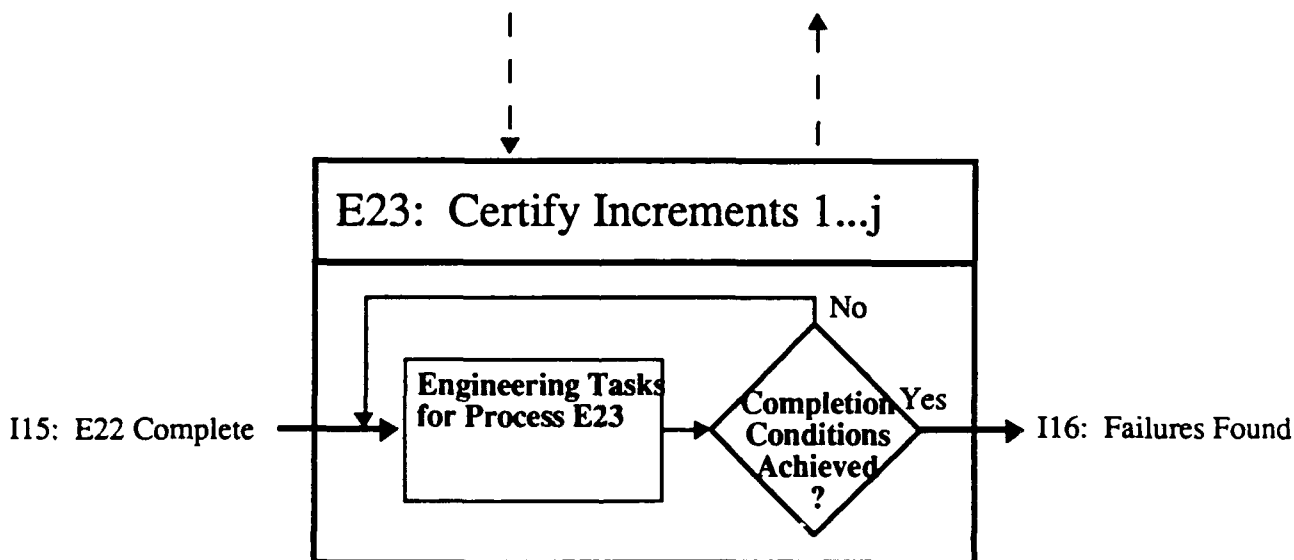 E23: Certify Increments 1...j
No
Engineering Tasks
for Process E23
I15: E22 Complete
Completion
Conditions
Achieved
?
Yes
I16: Failures Found